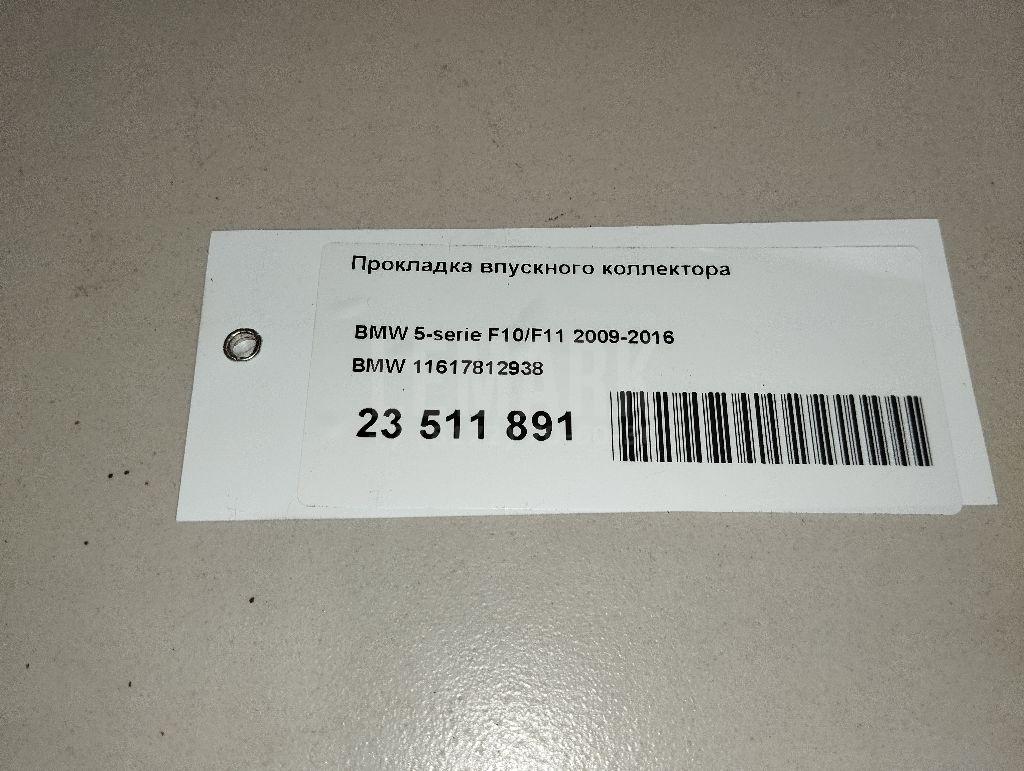 Прокладка впускного коллектора
BMW 5-serie F10/F11 2009-2016
BMW 11617812938
23 511 891